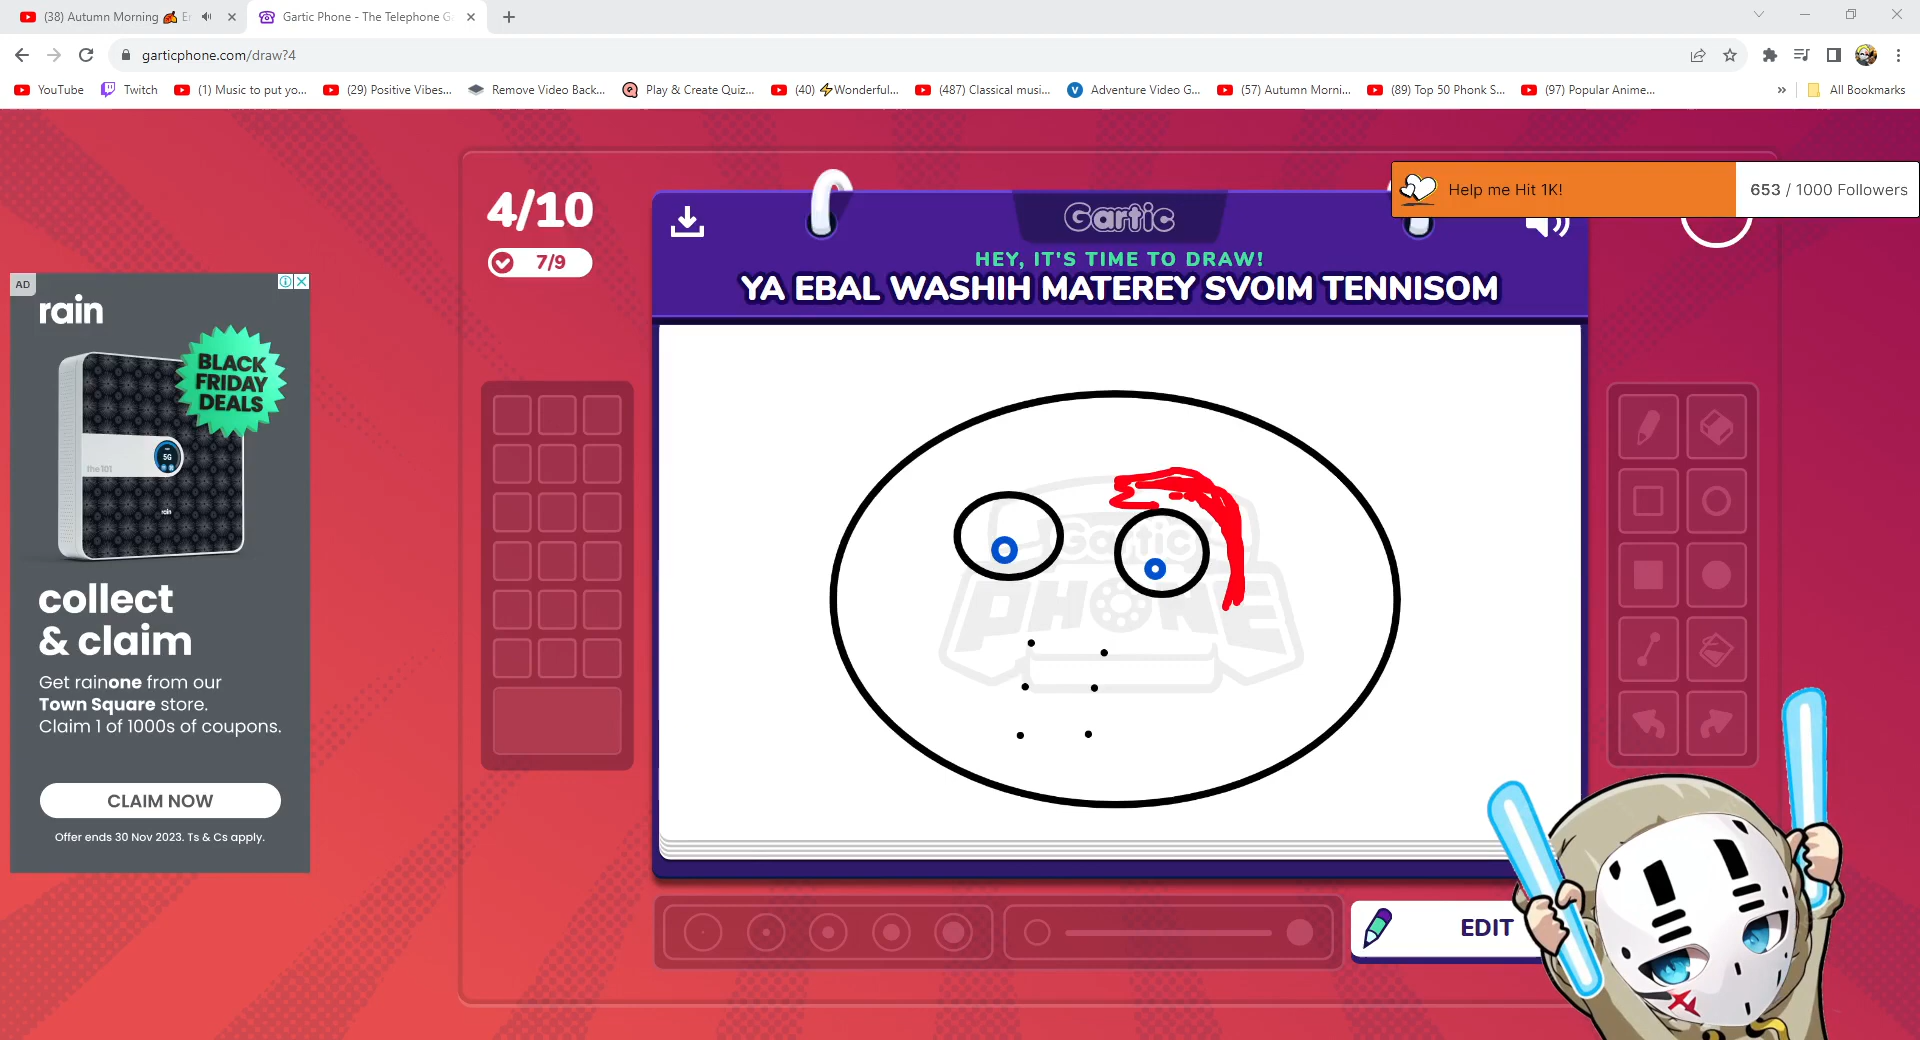 (38) Autumn Morning 🍂 Er
Gartic Phone - The Telephone G
garticphone.com/draw?4
YouTube
Twitch
(1) Music to put yo...
(29) Positive Vibes...
Remove Video Back...
Play & Create Quiz...
(40) ⚡Wonderful...
(487) Classical musi...
Adventure Video G...
(57) Autumn Morni...
(89) Top 50 Phonk S...
(97) Popular Anime...
»
All Bookmarks
4/10
7/9
Gartic
HEY, IT'S TIME TO DRAW!
YA EBAL WASHIH MATEREY SVOIM TENNISOM
Help me Hit 1K!
653 / 1000 Followers
AD
rain
BLACK
FRIDAY
DEALS
5G
the101
rain
collect
& claim
Get rainone from our
Town Square store.
Claim 1 of 1000s of coupons.
CLAIM NOW
Offer ends 30 Nov 2023. Ts & Cs apply.
Gartic
PHONE
EDIT